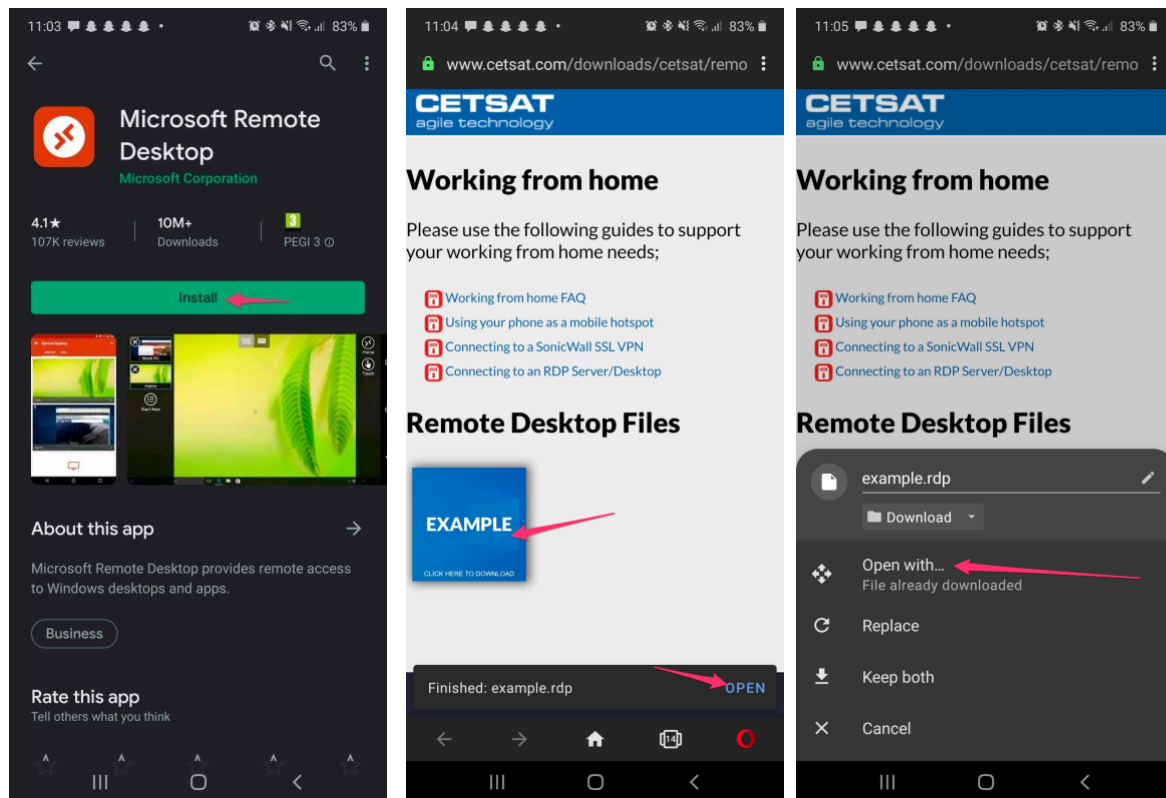 11:03
83%
Microsoft Remote
Desktop
Microsoft Corporation
4.1★
107K reviews
10M+
Downloads
3
PEGI 3
Install
About this app
Microsoft Remote Desktop provides remote access
to Windows desktops and apps.
Business
Rate this app
Tell others what you think
11:04
83%
www.cetsat.com/downloads/cetsat/remo
CETSAT
agile technology
Working from home
Please use the following guides to support
your working from home needs;
Working from home FAQ
Using your phone as a mobile hotspot
Connecting to a SonicWall SSL VPN
Connecting to an RDP Server/Desktop
Remote Desktop Files
EXAMPLE
CLICK HERE TO DOWNLOAD
Finished: example.rdp
OPEN
14
11:05
83%
www.cetsat.com/downloads/cetsat/remo
CETSAT
agile technology
Working from home
Please use the following guides to support
your working from home needs;
Working from home FAQ
Using your phone as a mobile hotspot
Connecting to a SonicWall SSL VPN
Connecting to an RDP Server/Desktop
Remote Desktop Files
example.rdp
Download
Open with...
File already downloaded
Replace
Keep both
Cancel